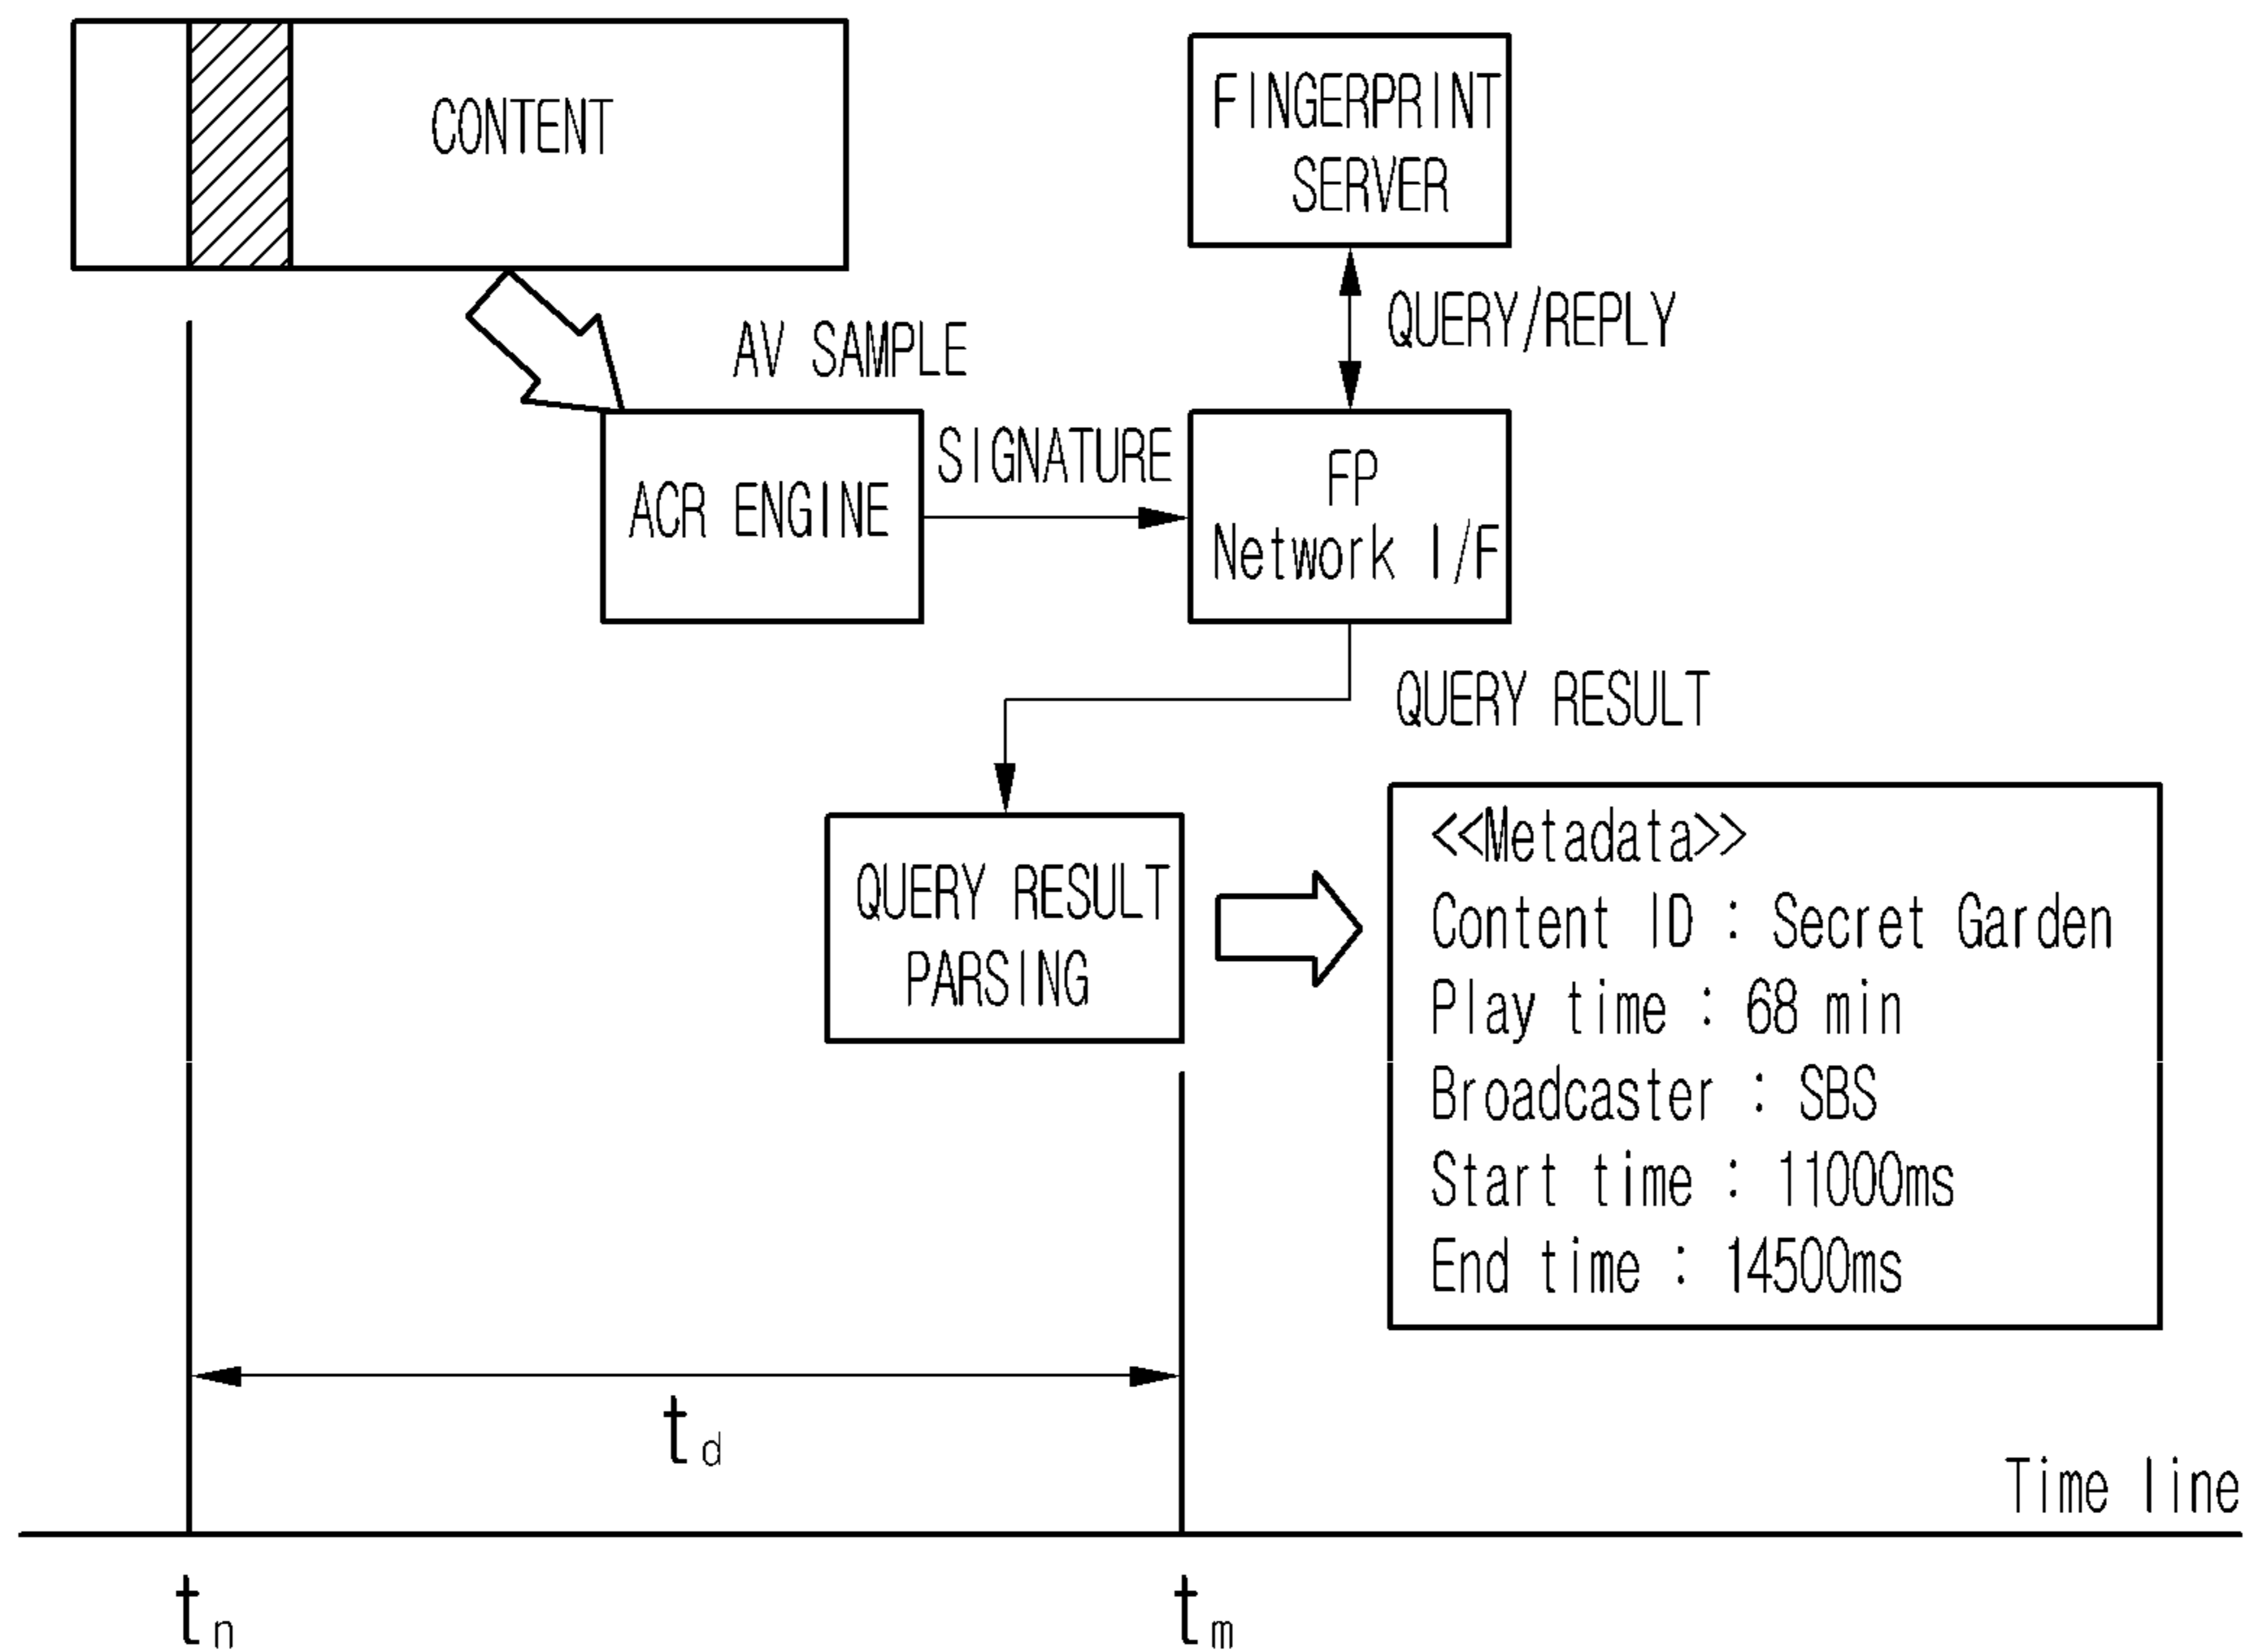 CONTENT
FINGERPRINT
SERVER
QUERY/REPLY
AV SAMPLE
SIGNATURE
ACR ENGINE
FP
Network I/F
QUERY RESULT
QUERY RESULT
PARSING
<<Metadata>>
Content ID : Secret Garden
Play time : 68 min
Broadcaster : SBS
Start time : 11000ms
End time : 14500ms
td
Time line
tn
tm